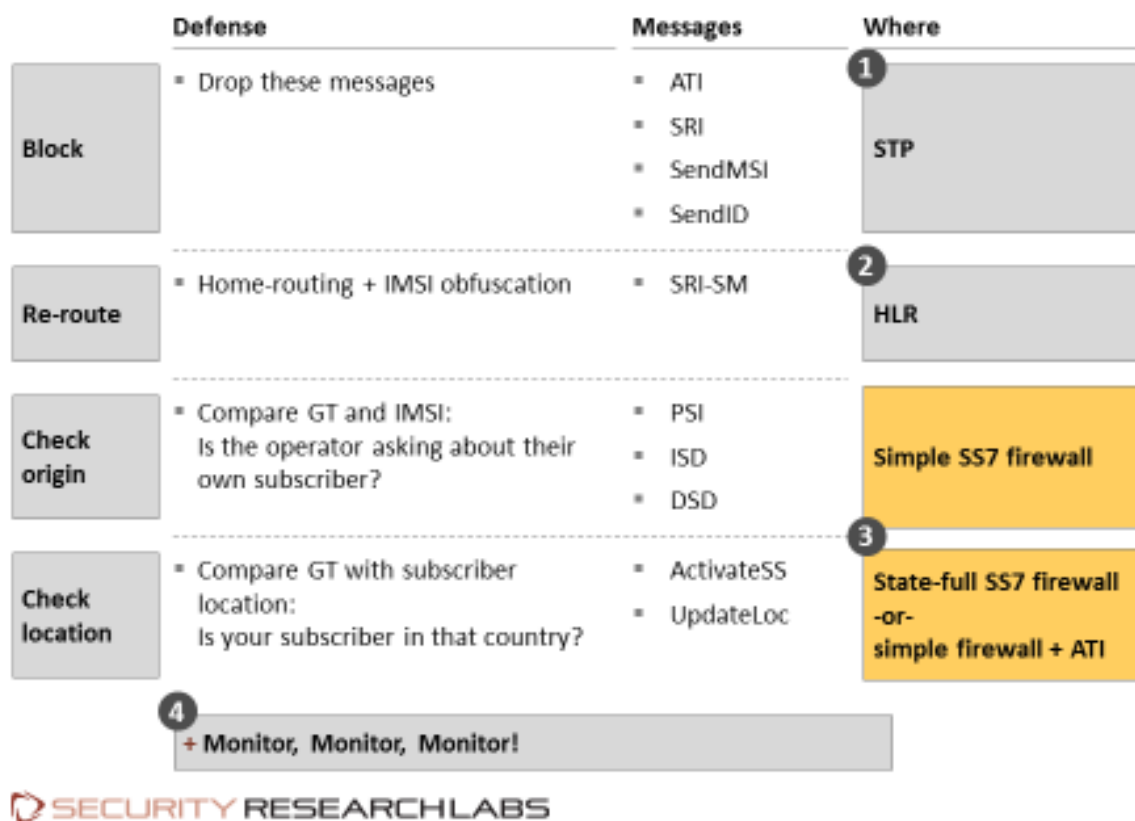 Defense Messages Where
Block
▪ Drop these messages
▪ ATI
▪ SRI
▪ SendMSI
▪ SendID
1
STP
Re-route
▪ Home-routing + IMSI obfuscation
▪ SRI-SM
2
HLR
Check
origin
▪ Compare GT and IMSI:
Is the operator asking about their
own subscriber?
▪ PSI
▪ ISD
▪ DSD
Simple SS7 firewall
Check
location
▪ Compare GT with subscriber
location:
Is your subscriber in that country?
▪ ActivateSS
▪ UpdateLoc
3
State-full SS7 firewall
-or-
simple firewall + ATI
4
+ Monitor, Monitor, Monitor!
SECURITY RESEARCH LABS